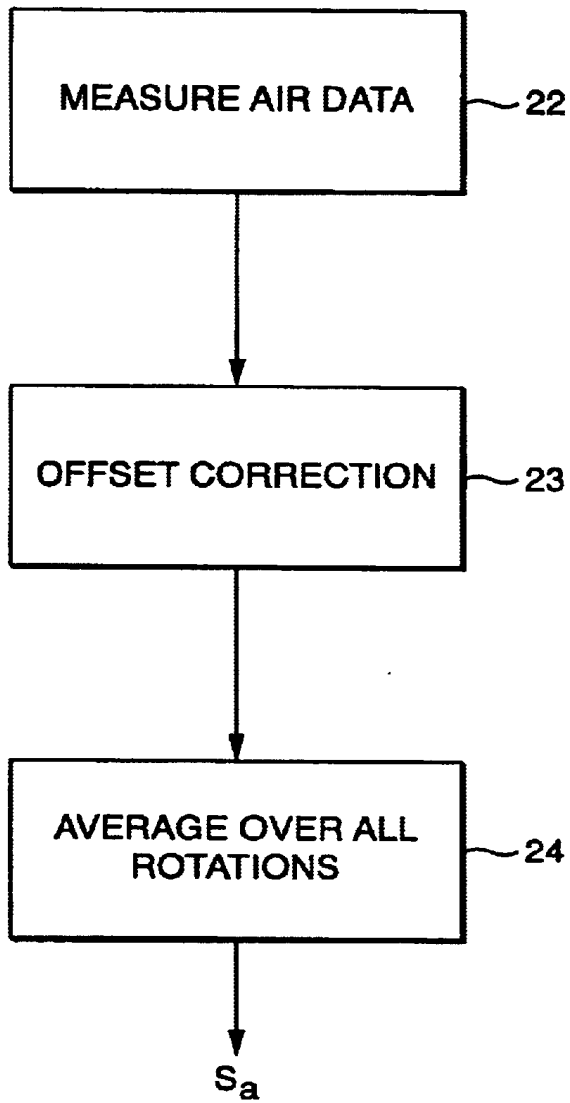 MEASURE AIR DATA
22
OFFSET CORRECTION
23
AVERAGE OVER ALL
ROTATIONS
24
Sa